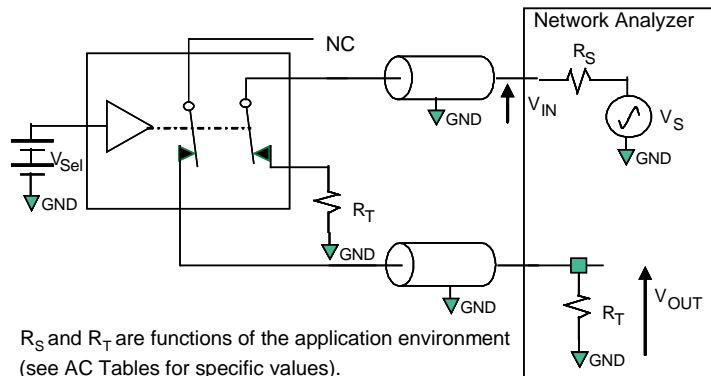 Network Analyzer
NC
R_S
GND
V_IN
V_S
GND
V_Sel
GND
R_T
GND
GND
R_T
V_OUT
GND
R_S and R_T are functions of the application environment
(see AC Tables for specific values).